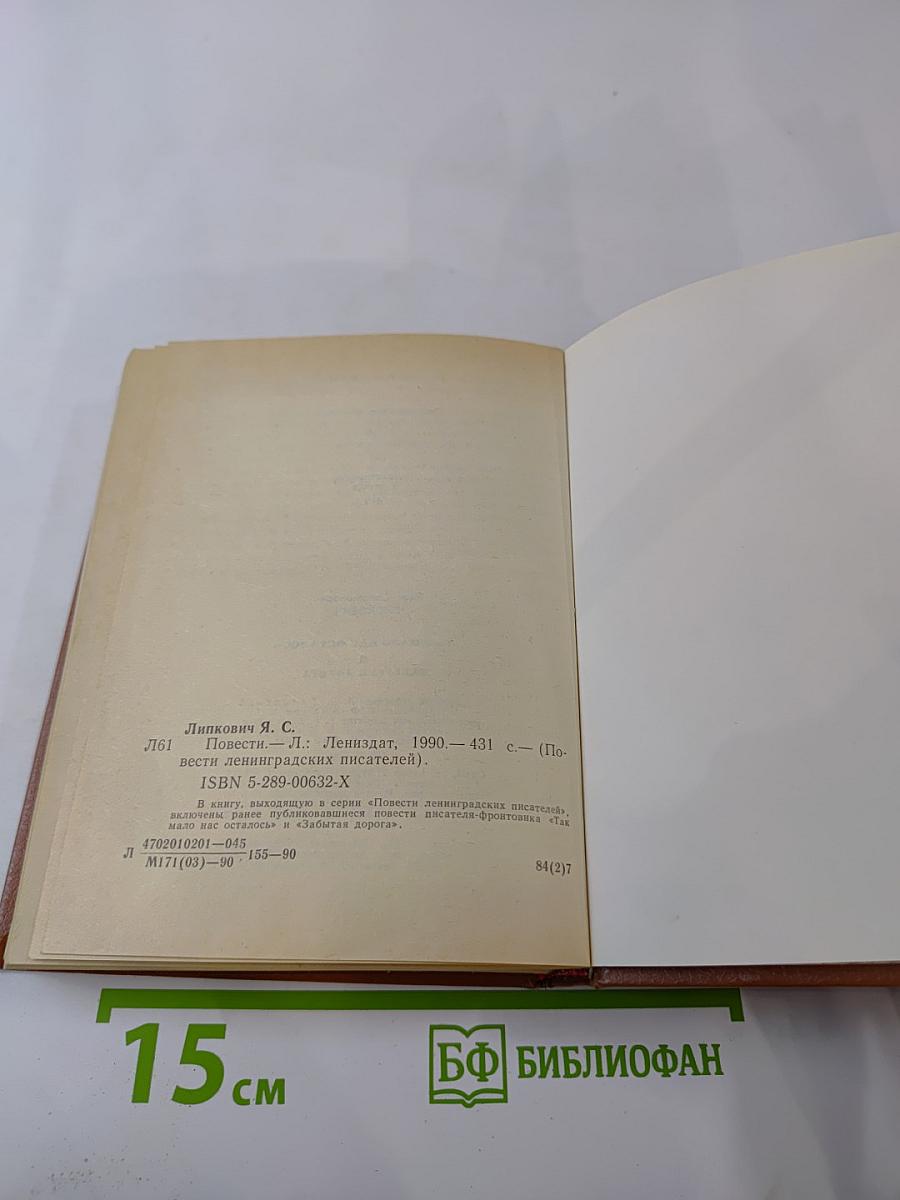 Липкович Я. С.
Л61 Повести.— Л.: Лениздат, 1990.— 431 с.— (По-
вести ленинградских писателей).
ISBN 5-289-00632-X
В книгу, выходящую в серии «Повести ленинградских писателей»,
включены ранее публиковавшиеся повести писателя-фронтовика «Так
мало нас осталось» и «Забытая дорога».
Л 4702010201—045
М171(03)—90 155—90
84(2)7
15 см
БФ БИБЛИОФАН